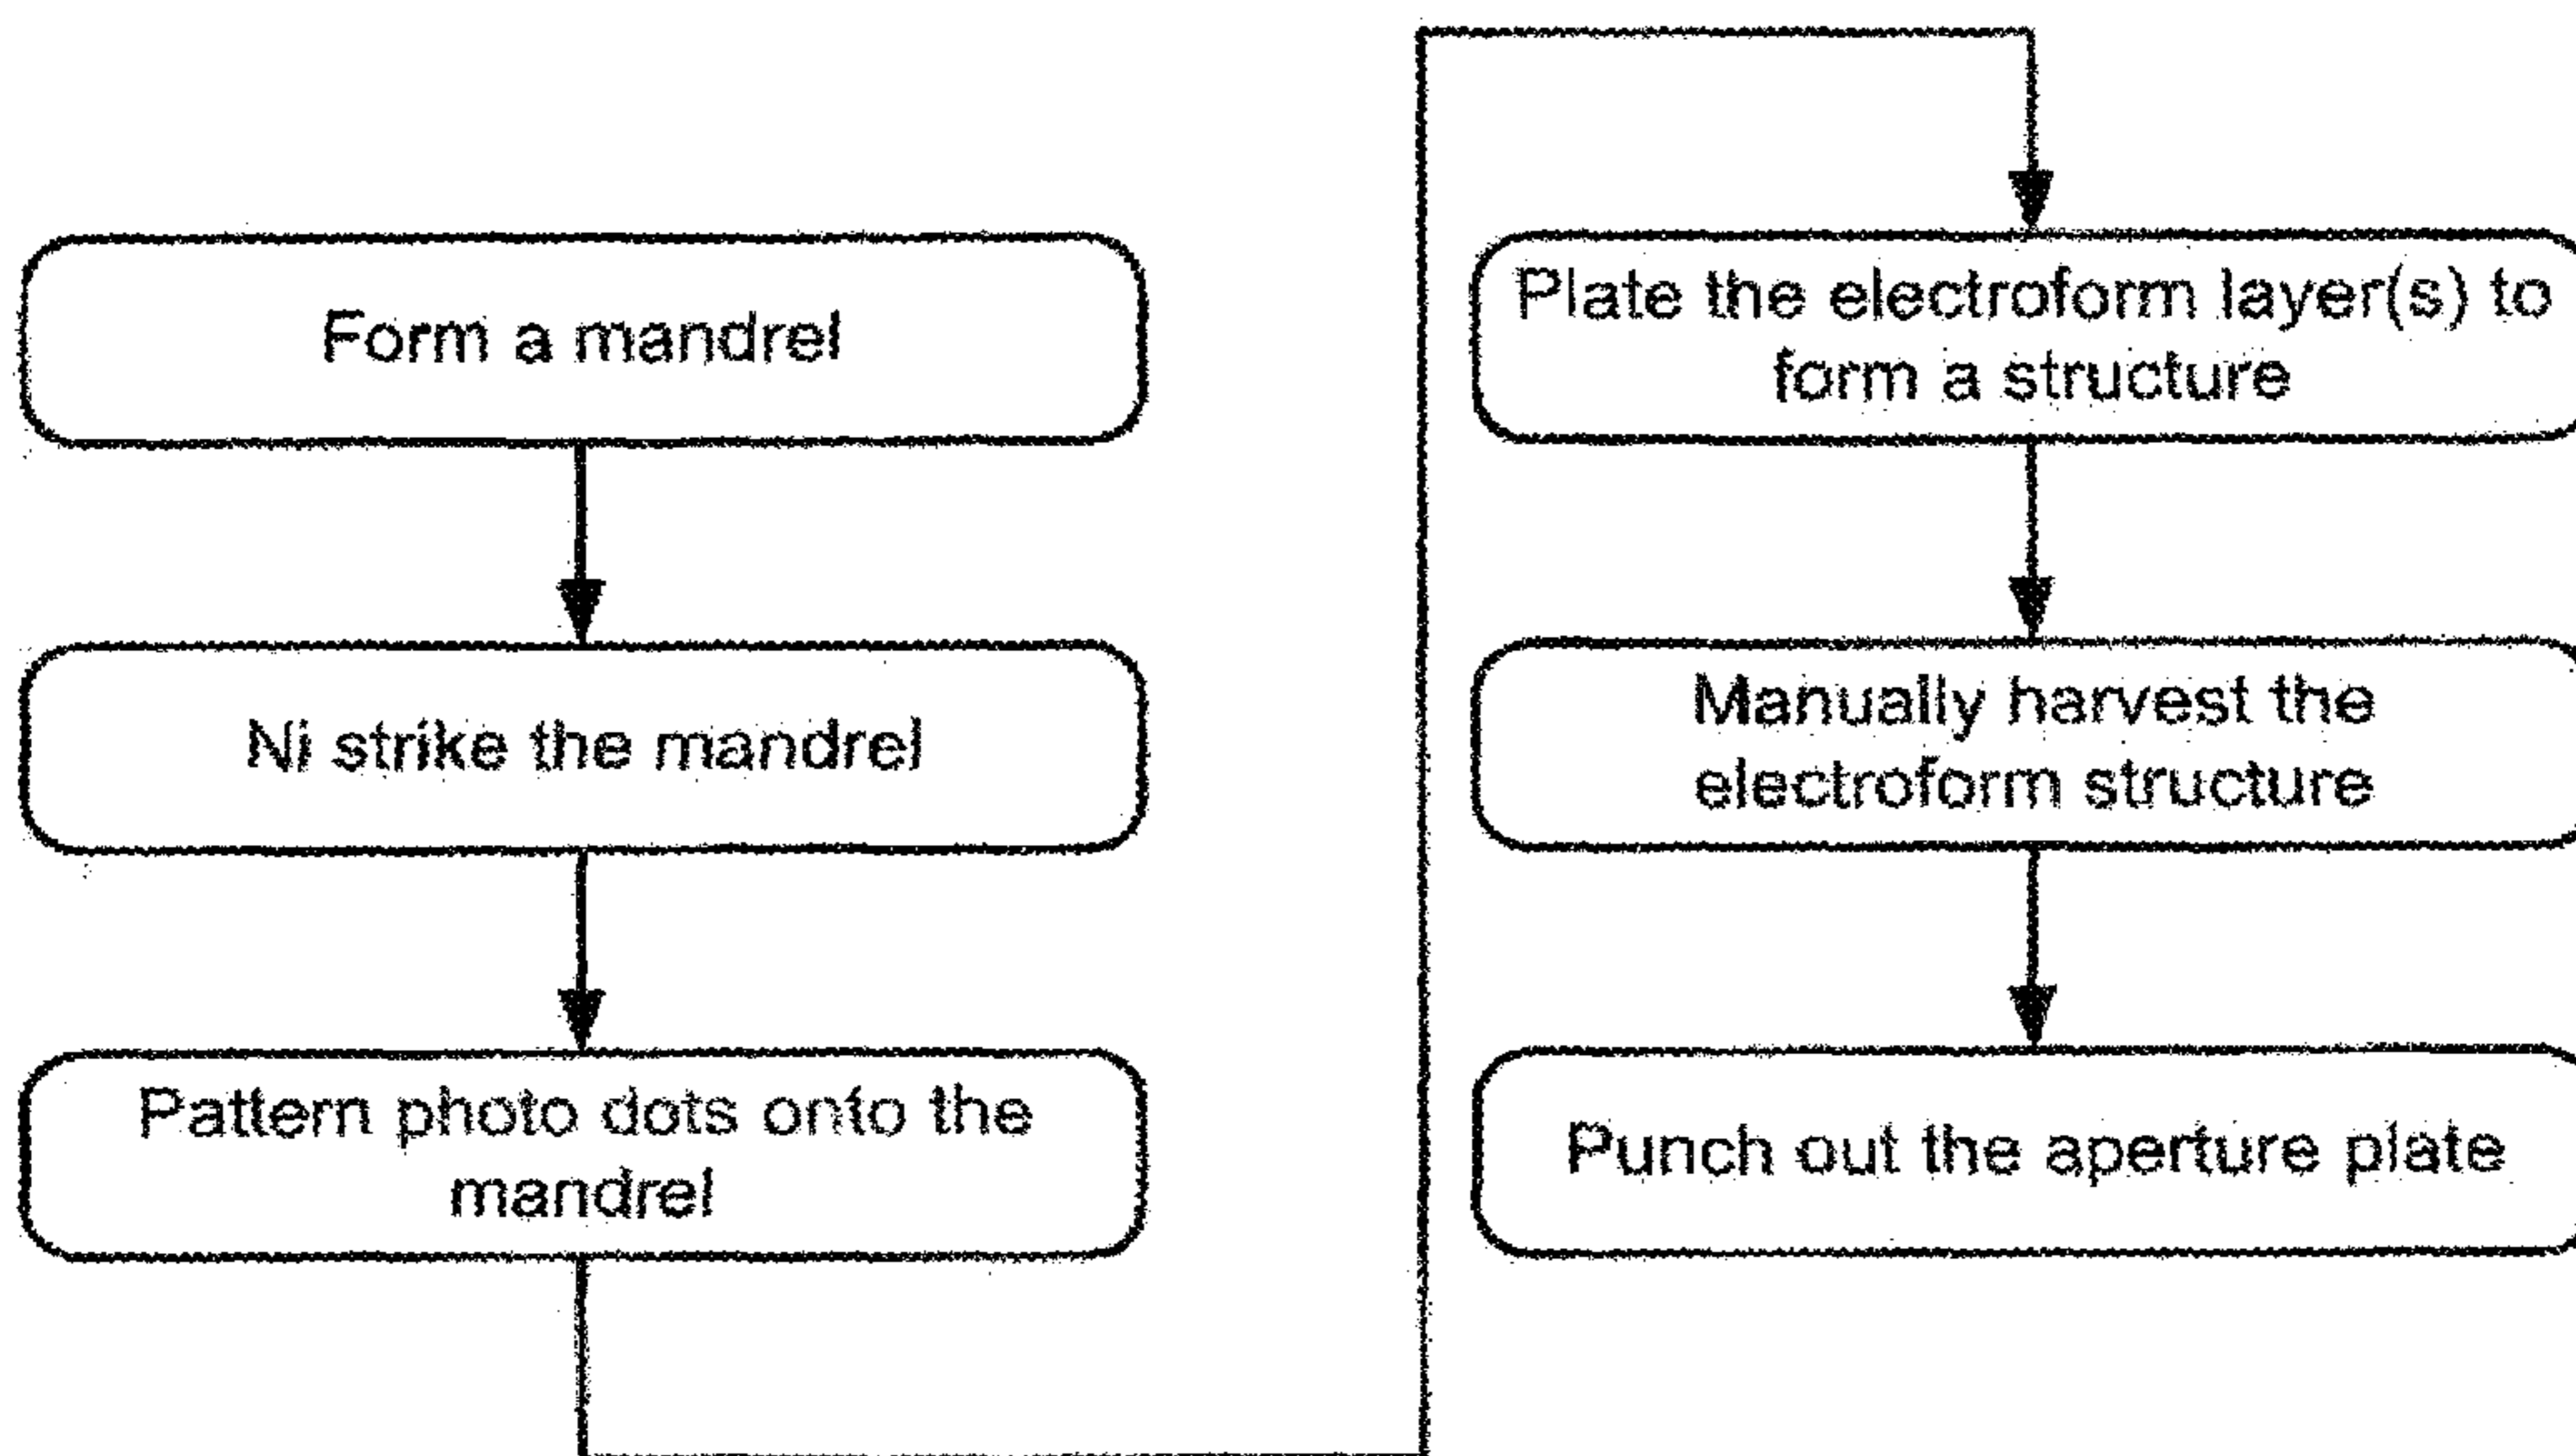 Form a mandrel
Ni strike the mandrel
Pattern photo dots onto the
mandrel
Plate the electroform layer(s) to
form a structure
Manually harvest the
electroform structure
Punch out the aperture plate